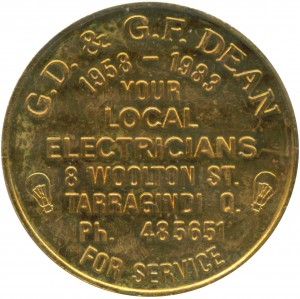 G.D. & G.F. DEAN
1958 - 1983
YOUR
LOCAL
ELECTRICIANS
8 WOOLTON ST.
TARRAGINDI Q.
Ph. 485651
FOR SERVICE